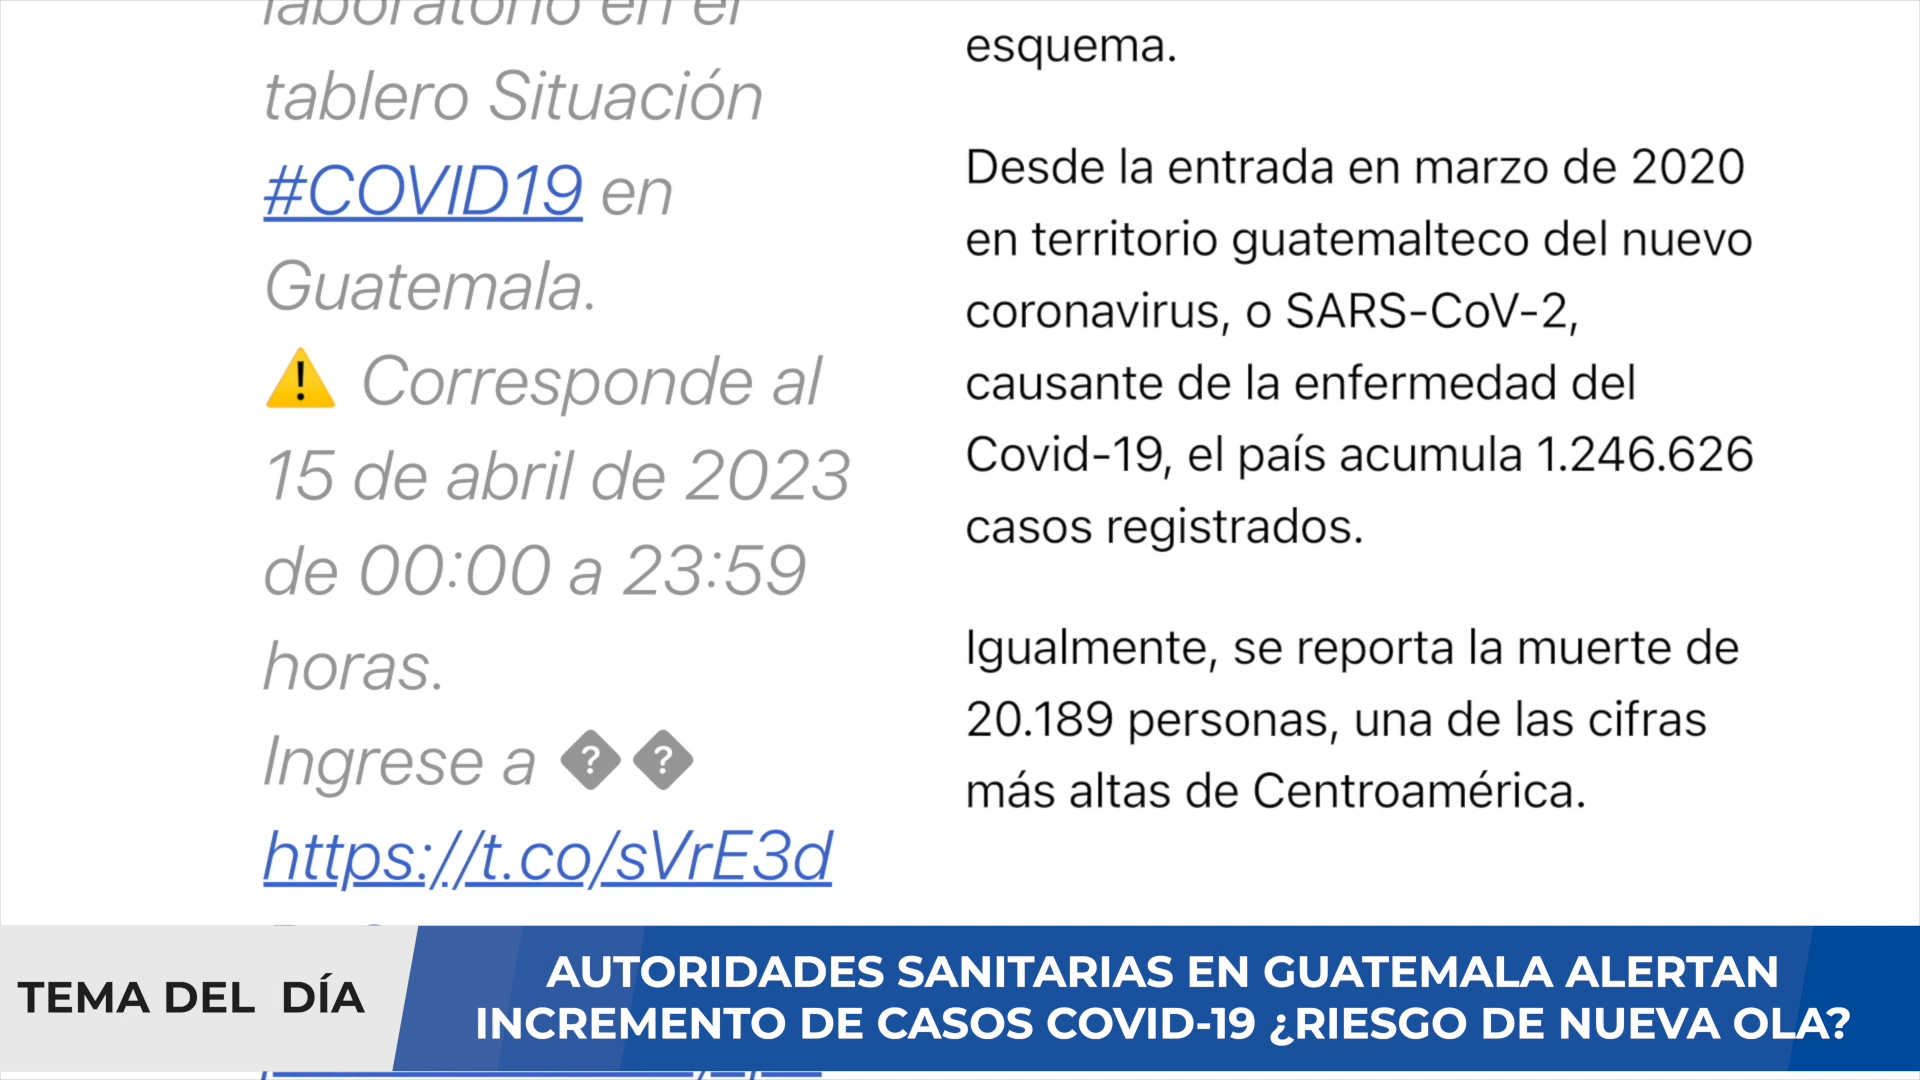 laboratorio en el
tablero Situación
#COVID19 en
Guatemala.
⚠️ Corresponde al
15 de abril de 2023
de 00:00 a 23:59
horas.
Ingrese a ��
https://t.co/sVrE3d
esquema.
Desde la entrada en marzo de 2020
en territorio guatemalteco del nuevo
coronavirus, o SARS-CoV-2,
causante de la enfermedad del
Covid-19, el país acumula 1.246.626
casos registrados.
Igualmente, se reporta la muerte de
20.189 personas, una de las cifras
más altas de Centroamérica.
TEMA DEL DÍA
AUTORIDADES SANITARIAS EN GUATEMALA ALERTAN
INCREMENTO DE CASOS COVID-19 ¿RIESGO DE NUEVA OLA?